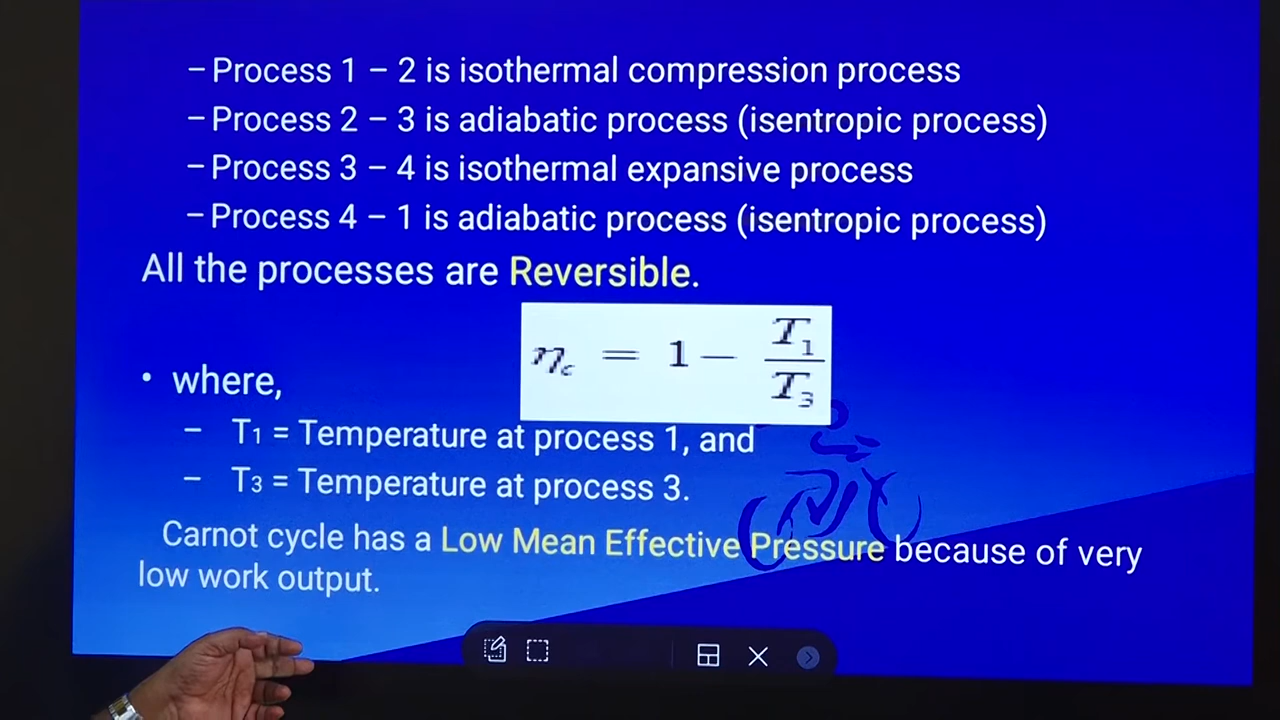 – Process 1 – 2 is isothermal compression process
– Process 2 – 3 is adiabatic process (isentropic process)
– Process 3 – 4 is isothermal expansive process
– Process 4 – 1 is adiabatic process (isentropic process)
All the processes are Reversible.
η_c = 1 – T₁/T₃
• where,
– T₁ = Temperature at process 1, and
– T₃ = Temperature at process 3.
Carnot cycle has a Low Mean Effective Pressure because of very
low work output.